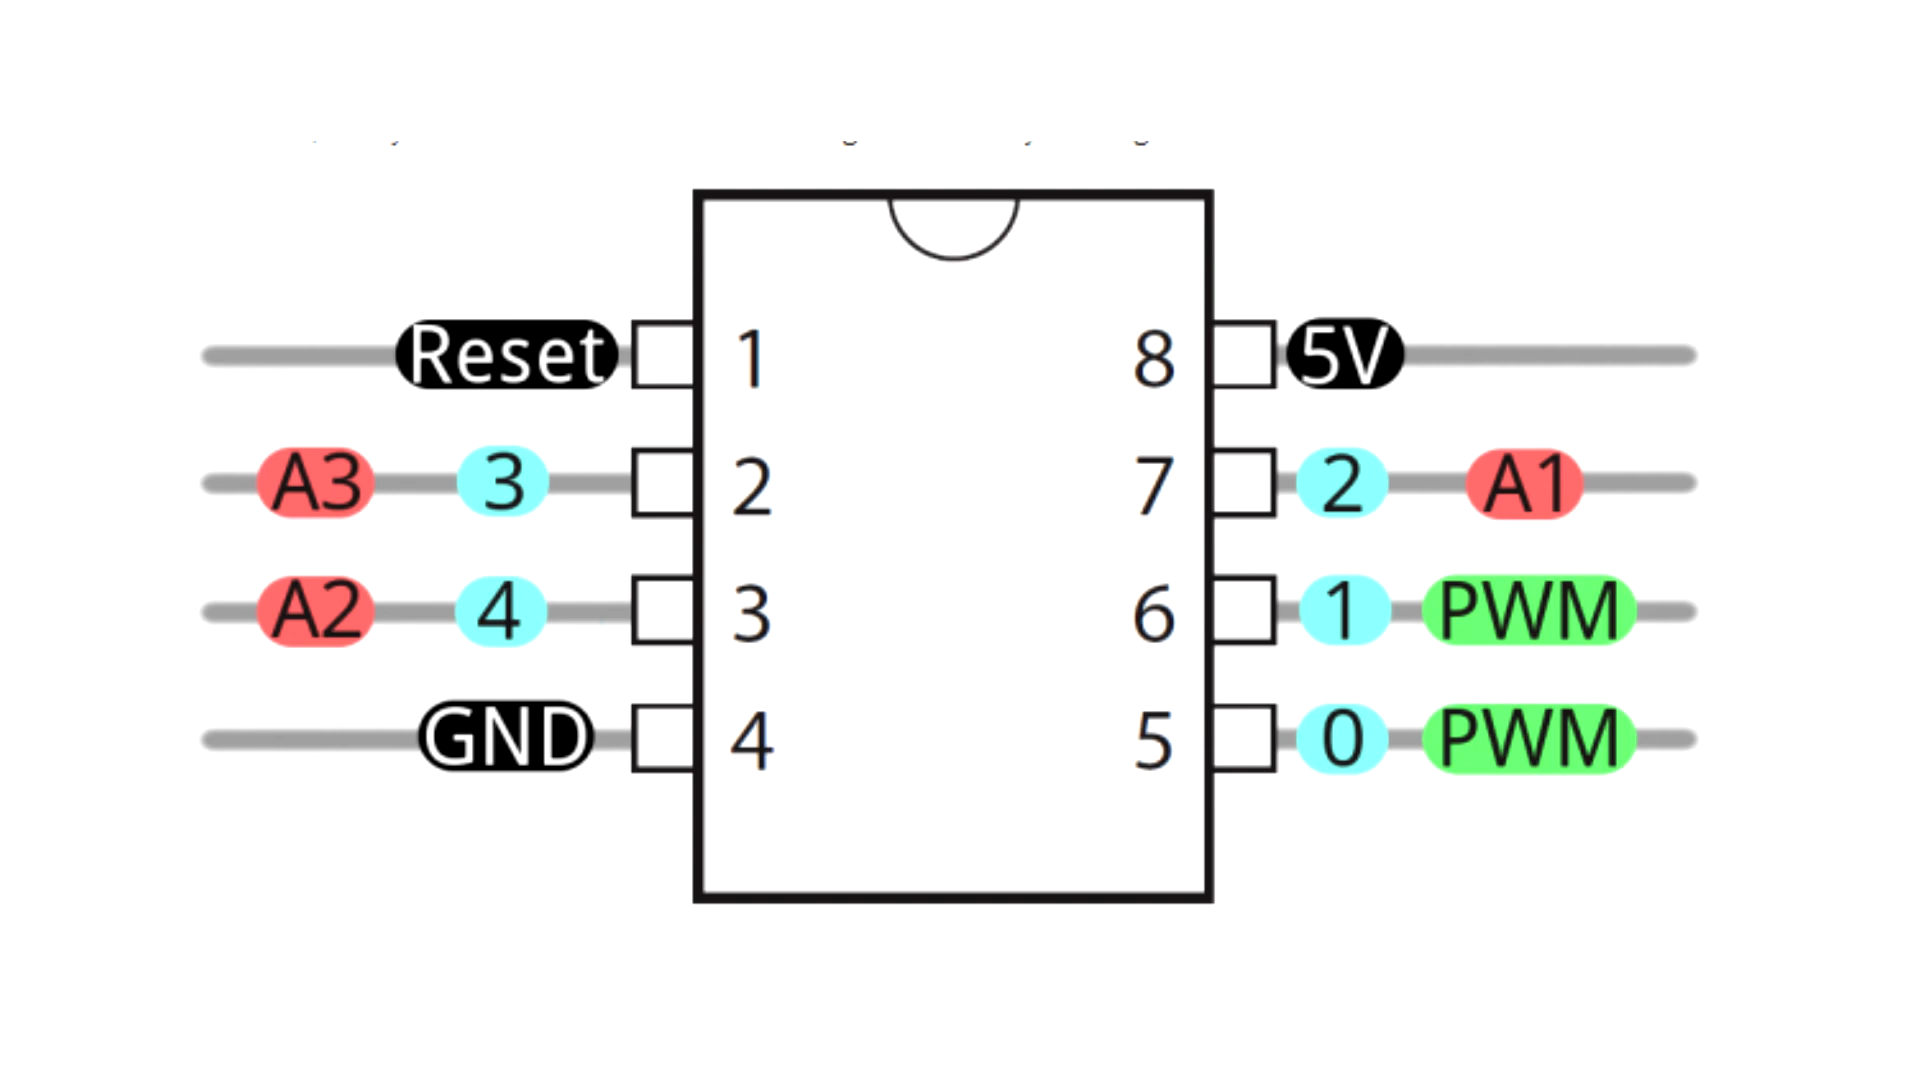 Reset 1 8 5V
A3 3 2 7 2 A1
A2 4 3 6 1 PWM
GND 4 5 0 PWM